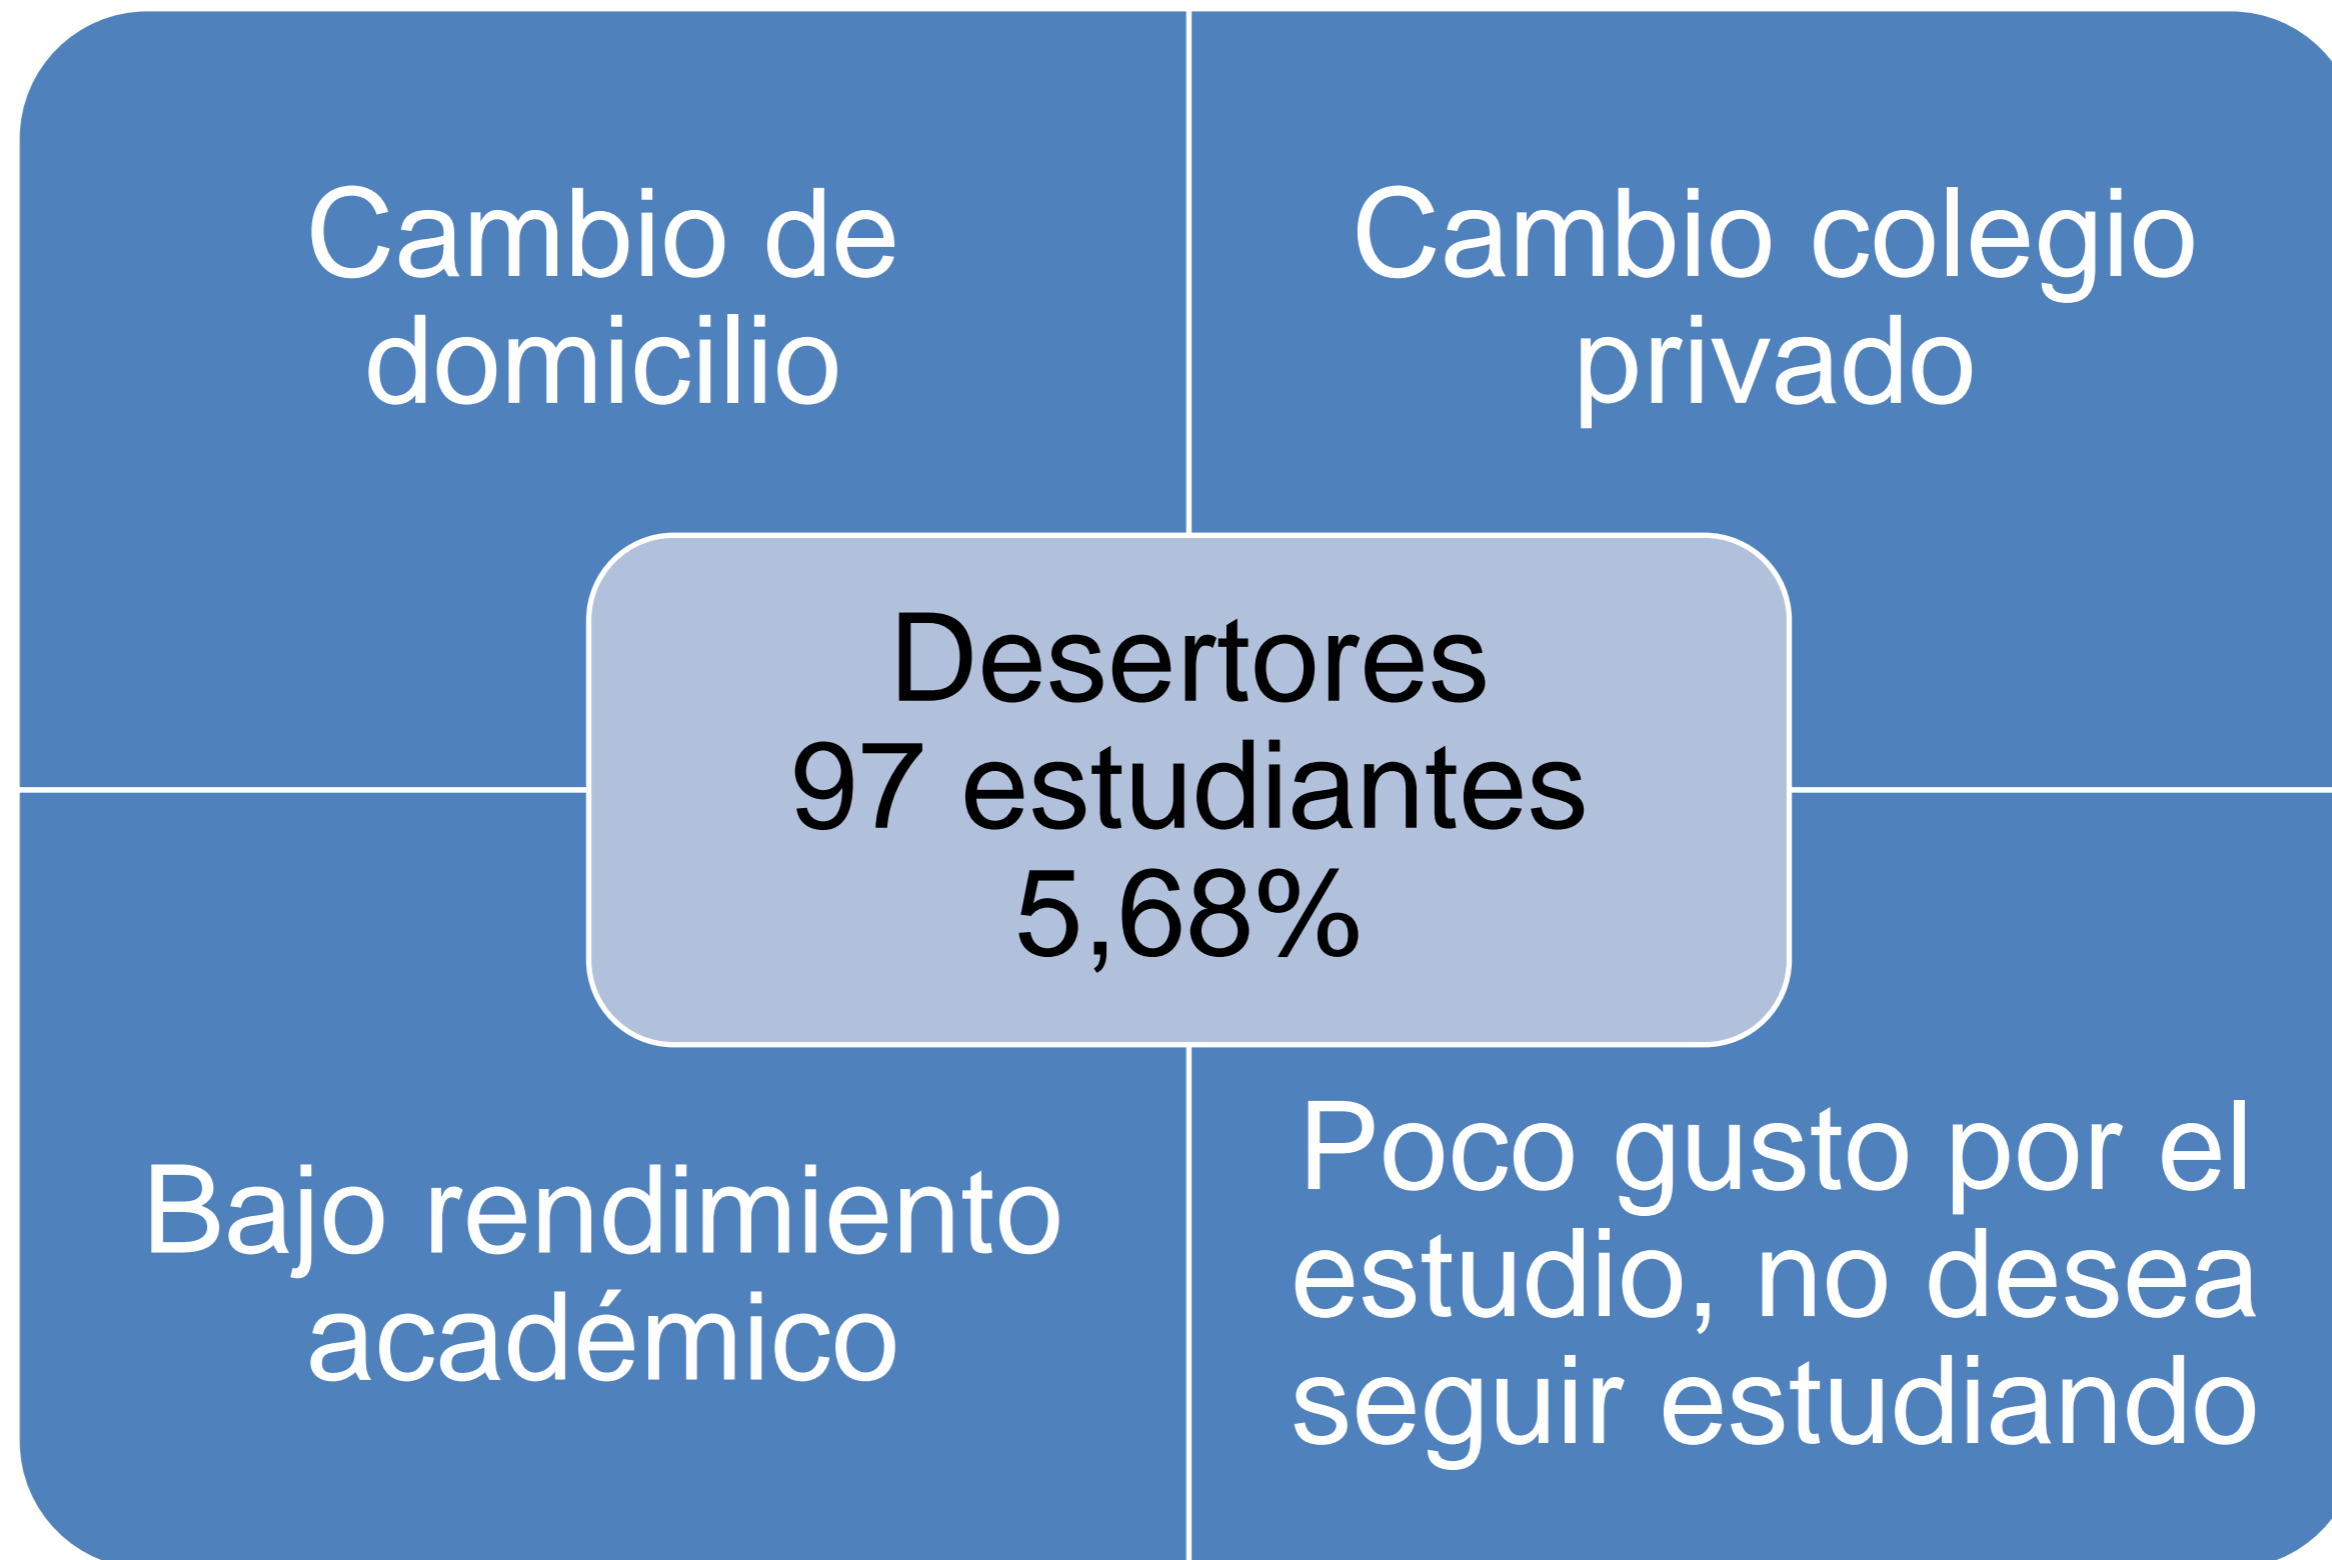 Cambio de
domicilio
Cambio colegio
privado
Desertores
97 estudiantes
5,68%
Bajo rendimiento
académico
Poco gusto por el
estudio, no desea
seguir estudiando